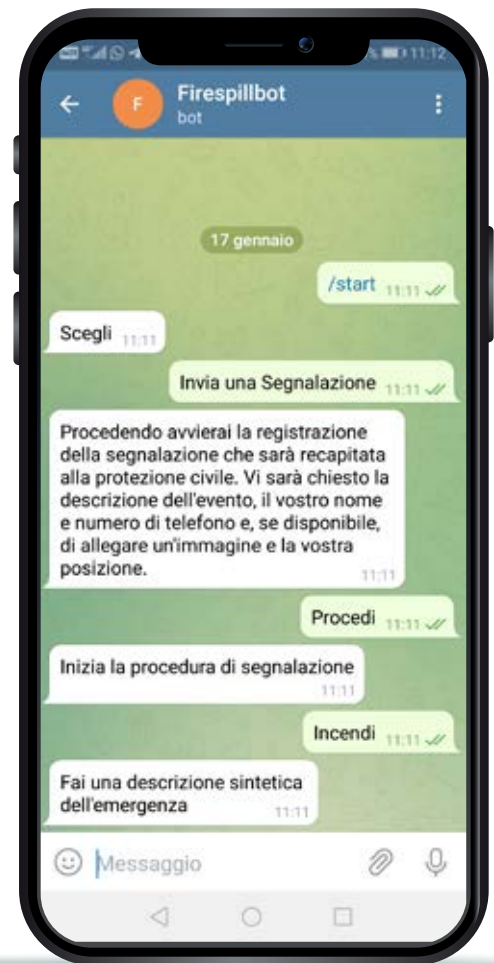 11:12
F
Firespillbot
bot
17 gennaio
/start 11:11
Scegli 11:11
Invia una Segnalazione 11:11
Procedendo avvierai la registrazione
della segnalazione che sarà recapitata
alla protezione civile. Vi sarà chiesto la
descrizione dell'evento, il vostro nome
e numero di telefono e, se disponibile,
di allegare un'immagine e la vostra
posizione.
11:11
Procedi 11:11
Inizia la procedura di segnalazione
11:11
Incendi 11:11
Fai una descrizione sintetica
dell'emergenza 11:11
Messaggio